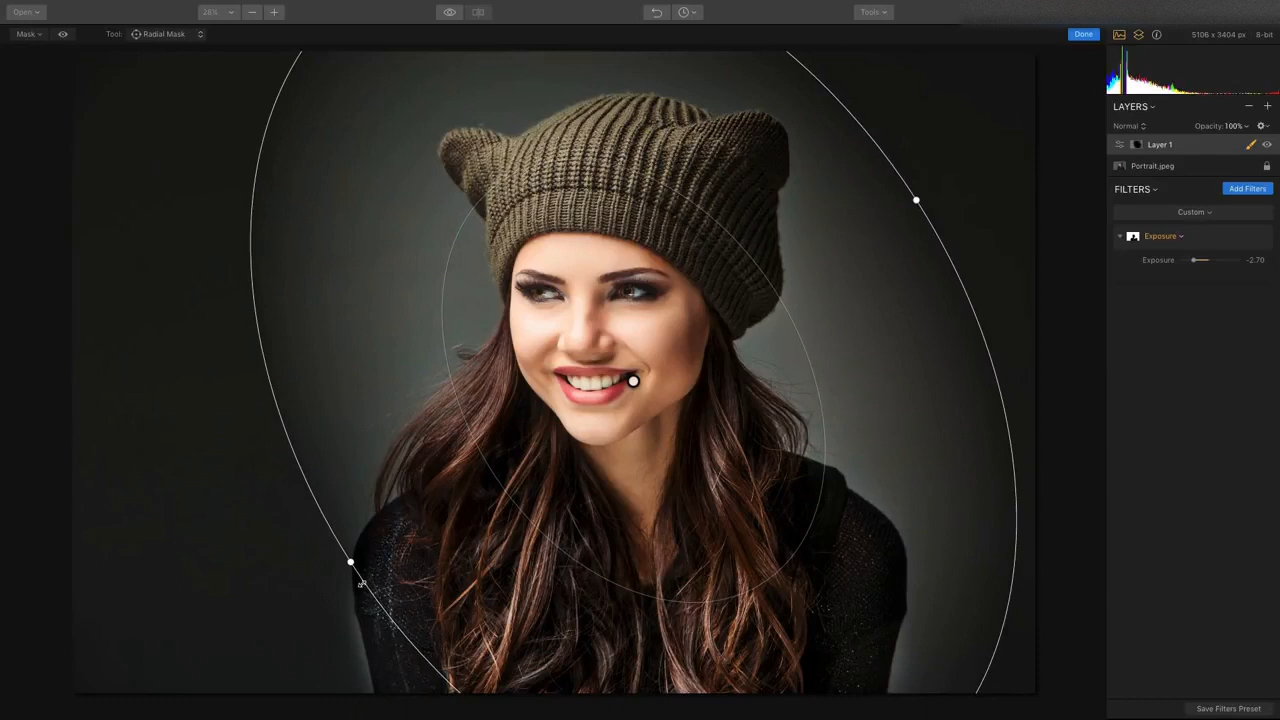 Open
28%
Tools
Mask
Tool:
Radial Mask
Done
5106 x 3404 px
8-bit
LAYERS
Normal
Opacity:100%
Layer 1
Portrait.jpeg
FILTERS
Add Filters
Custom
Exposure
Exposure
-2.70
Save Filters Preset